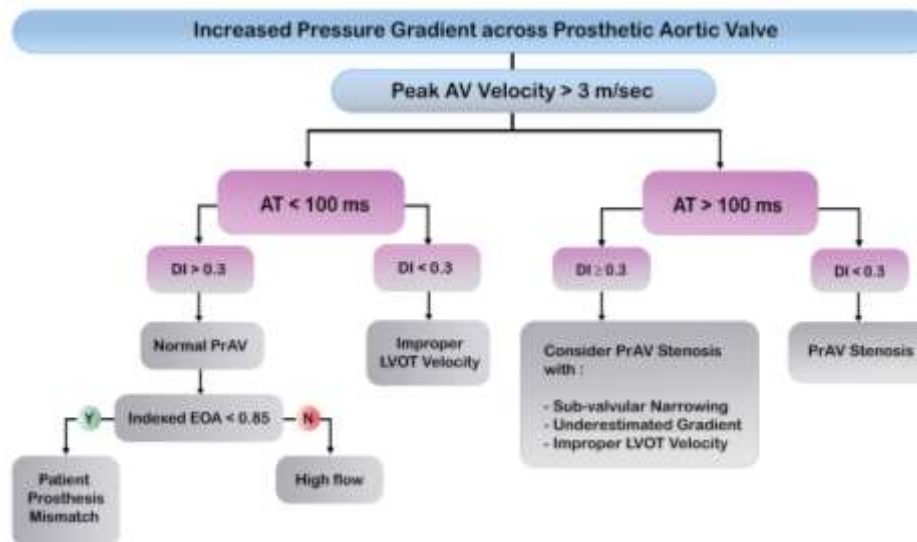 Increased Pressure Gradient across Prosthetic Aortic Valve
Peak AV Velocity > 3 m/sec
AT < 100 ms
AT > 100 ms
DI > 0.3
DI < 0.3
DI ≥ 0.3
DI < 0.3
Normal PrAV
Improper
LVOT Velocity
Consider PrAV Stenosis
with :
- Sub-valvular Narrowing
- Underestimated Gradient
- Improper LVOT Velocity
PrAV Stenosis
Y
Indexed EOA < 0.85
N
Patient
Prosthesis
Mismatch
High flow